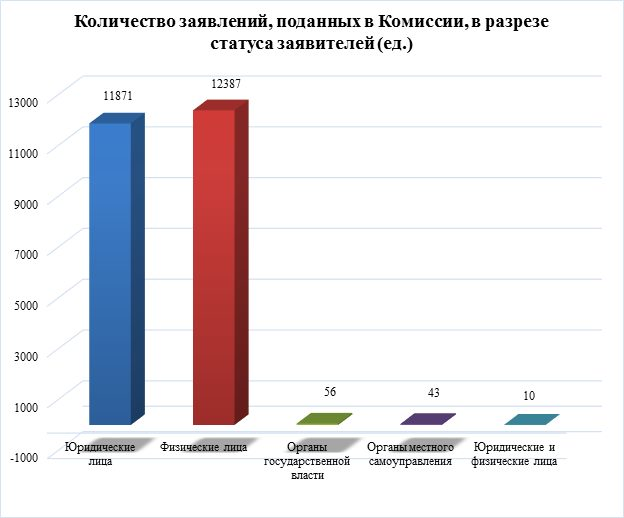 Количество заявлений, поданных в Комиссии, в разрезе
статуса заявителей (ед.)
13000
11000
9000
7000
5000
3000
1000
-1000
11871
12387
56
43
10
Юридические
лица
Физические лица
Органы
государственной
власти
Органы местного
самоуправления
Юридические и
физические лица